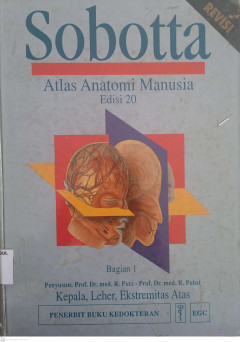 REVISI
Sobotta
Atlas Anatomi Manusia
Edisi 20
Bagian 1
Penyusun: Prof. Dr. med. R. Putz - Prof. Dr. med. R. Pabst
Kepala, Leher, Ekstremitas Atas
PENERBIT BUKU KEDOKTERAN
EGC